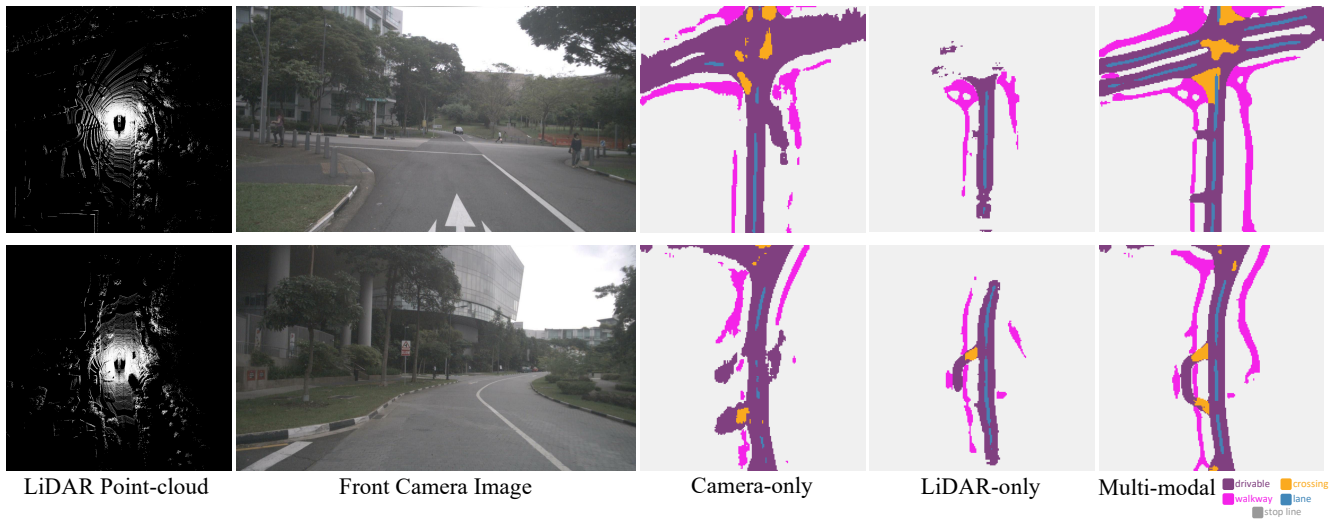 LiDAR Point-cloud
Front Camera Image
Camera-only
LiDAR-only
Multi-modal
drivable
crossing
walkway
lane
stop line